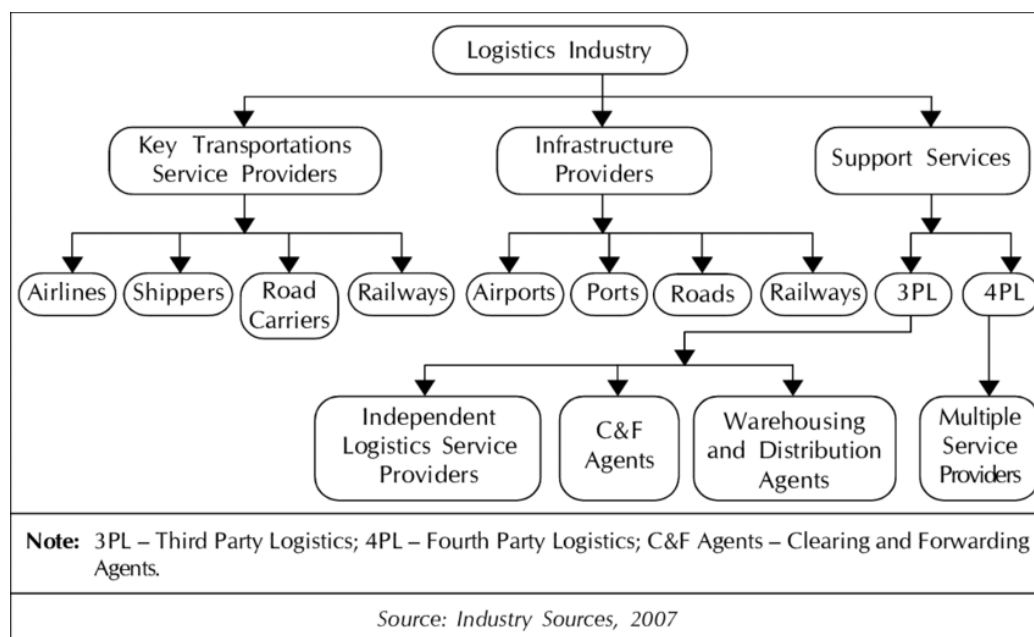 Logistics Industry
Key Transportations
Service Providers
Infrastructure
Providers
Support Services
Airlines
Shippers
Road
Carriers
Railways
Airports
Ports
Roads
Railways
3PL
4PL
Independent
Logistics Service
Providers
C&F
Agents
Warehousing
and Distribution
Agents
Multiple
Service
Providers
Note: 3PL – Third Party Logistics; 4PL – Fourth Party Logistics; C&F Agents – Clearing and Forwarding
Agents.
Source: Industry Sources, 2007